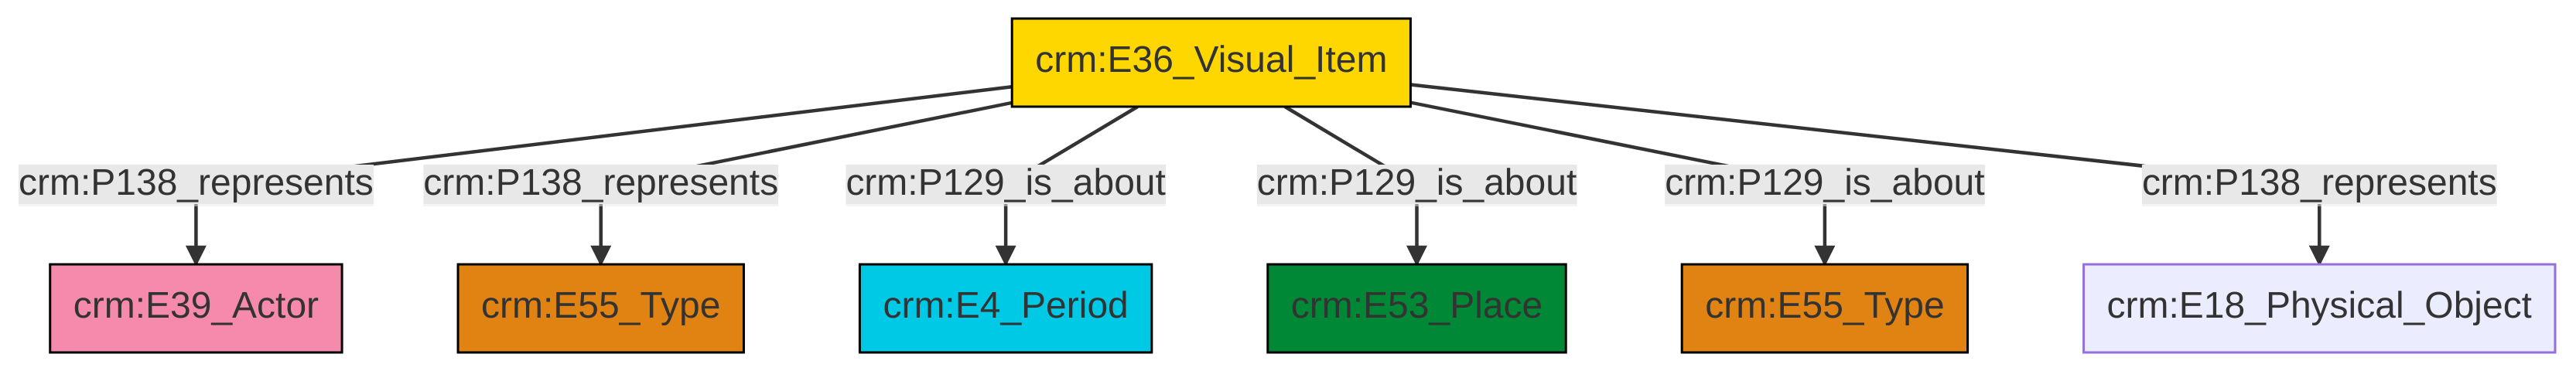 crm:E36_Visual_Item
crm:P138_represents
crm:P138_represents
crm:P129_is_about
crm:P129_is_about
crm:P129_is_about
crm:P138_represents
crm:E39_Actor
crm:E55_Type
crm:E4_Period
crm:E53_Place
crm:E55_Type
crm:E18_Physical_Object